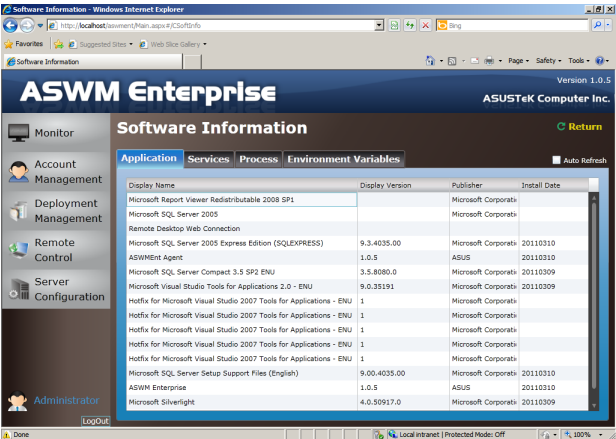 Software Information - Windows Internet Explorer
http://localhost/aswment/Main.aspx#/CSoftInfo
Bing
Favorites Suggested Sites Web Slice Gallery
Software Information
Page Safety Tools
Version 1.0.5
ASWM Enterprise
ASUSTeK Computer Inc.
Monitor
Account Management
Deployment Management
Remote Control
Server Configuration
Administrator
LogOut
Software Information
Return
Application Services Process Environment Variables
Auto Refresh
Display Name Display Version Publisher Install Date
Microsoft Report Viewer Redistributable 2008 SP1 Microsoft Corporati
Microsoft SQL Server 2005 Microsoft Corporati
Remote Desktop Web Connection
Microsoft SQL Server 2005 Express Edition (SQLEXPRESS) 9.3.4035.00 Microsoft Corporati 20110310
ASWMEnt Agent 1.0.5 ASUS 20110310
Microsoft SQL Server Compact 3.5 SP2 ENU 3.5.8080.0 Microsoft Corporati 20110309
Microsoft Visual Studio Tools for Applications 2.0 - ENU 9.0.35191 Microsoft Corporati 20110309
Hotfix for Microsoft Visual Studio 2007 Tools for Applications - ENU 1 Microsoft Corporati
Hotfix for Microsoft Visual Studio 2007 Tools for Applications - ENU 1 Microsoft Corporati
Hotfix for Microsoft Visual Studio 2007 Tools for Applications - ENU 1 Microsoft Corporati
Hotfix for Microsoft Visual Studio 2007 Tools for Applications - ENU 1 Microsoft Corporati
Hotfix for Microsoft Visual Studio 2007 Tools for Applications - ENU 1 Microsoft Corporati
Microsoft SQL Server Setup Support Files (English) 9.00.4035.00 Microsoft Corporati 20110310
ASWM Enterprise 1.0.5 ASUS 20110310
Microsoft Silverlight 4.0.50917.0 Microsoft Corporati 20110309
Done
Local intranet | Protected Mode: Off
100%